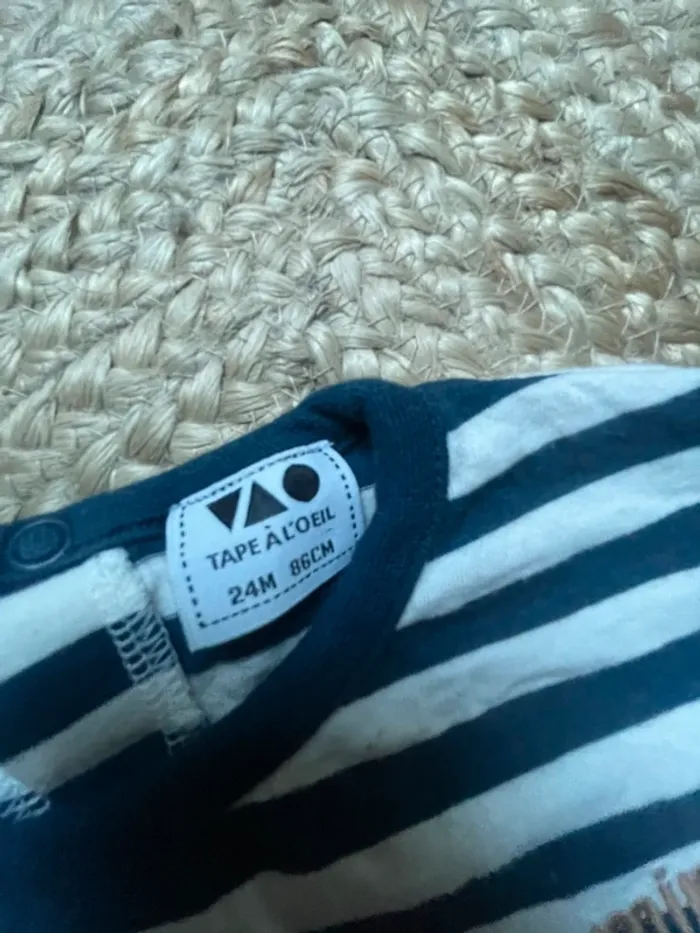 TAPE À L'OEIL
24M 86CM